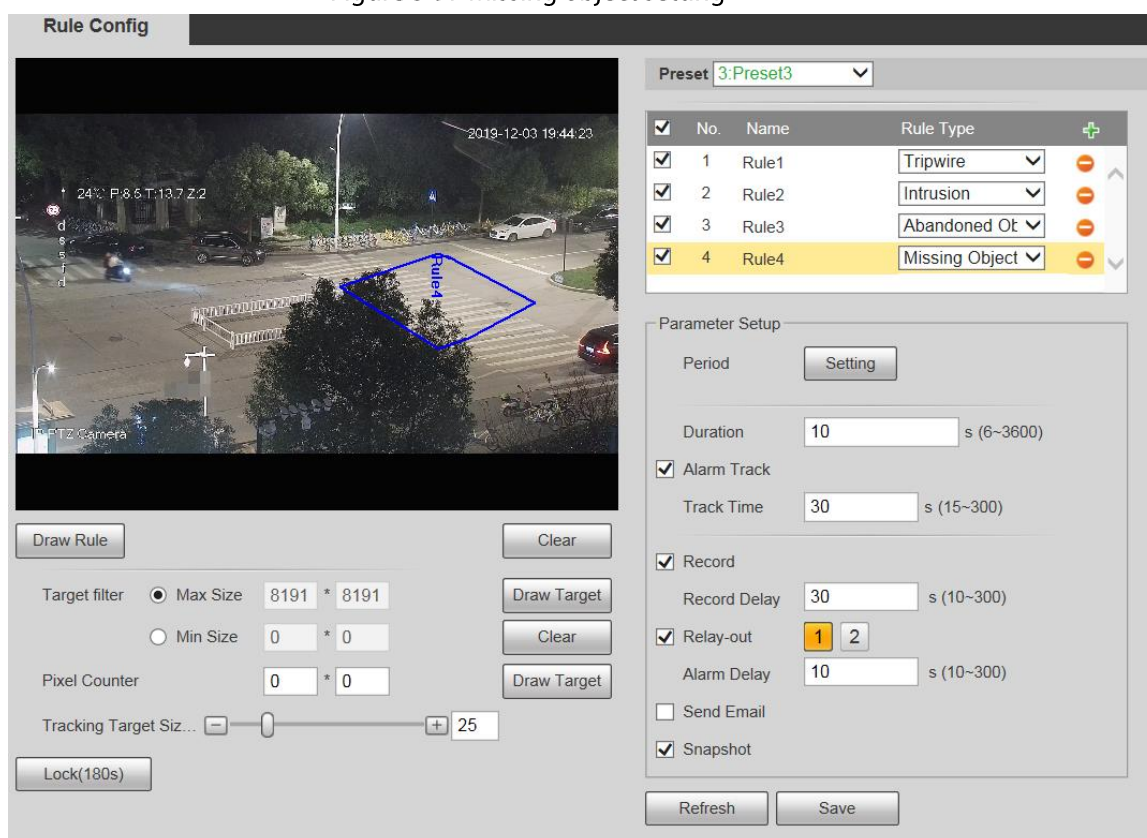 Rule Config
Preset 3:Preset3
2019-12-03 19:44:23
24℃ P:8.5 T:13.7 Z:2
d
s
s
f
d
Rule4
IP PTZ Camera
No. Name Rule Type
1 Rule1 Tripwire
2 Rule2 Intrusion
3 Rule3 Abandoned Ob
4 Rule4 Missing Object
Parameter Setup
Period Setting
Duration 10 s (6~3600)
Alarm Track
Track Time 30 s (15~300)
Record
Record Delay 30 s (10~300)
Relay-out 1 2
Alarm Delay 10 s (10~300)
Send Email
Snapshot
Refresh Save
Draw Rule Clear
Target filter Max Size 8191 * 8191 Draw Target
Min Size 0 * 0 Clear
Pixel Counter 0 * 0 Draw Target
Tracking Target Siz... 25
Lock(180s)